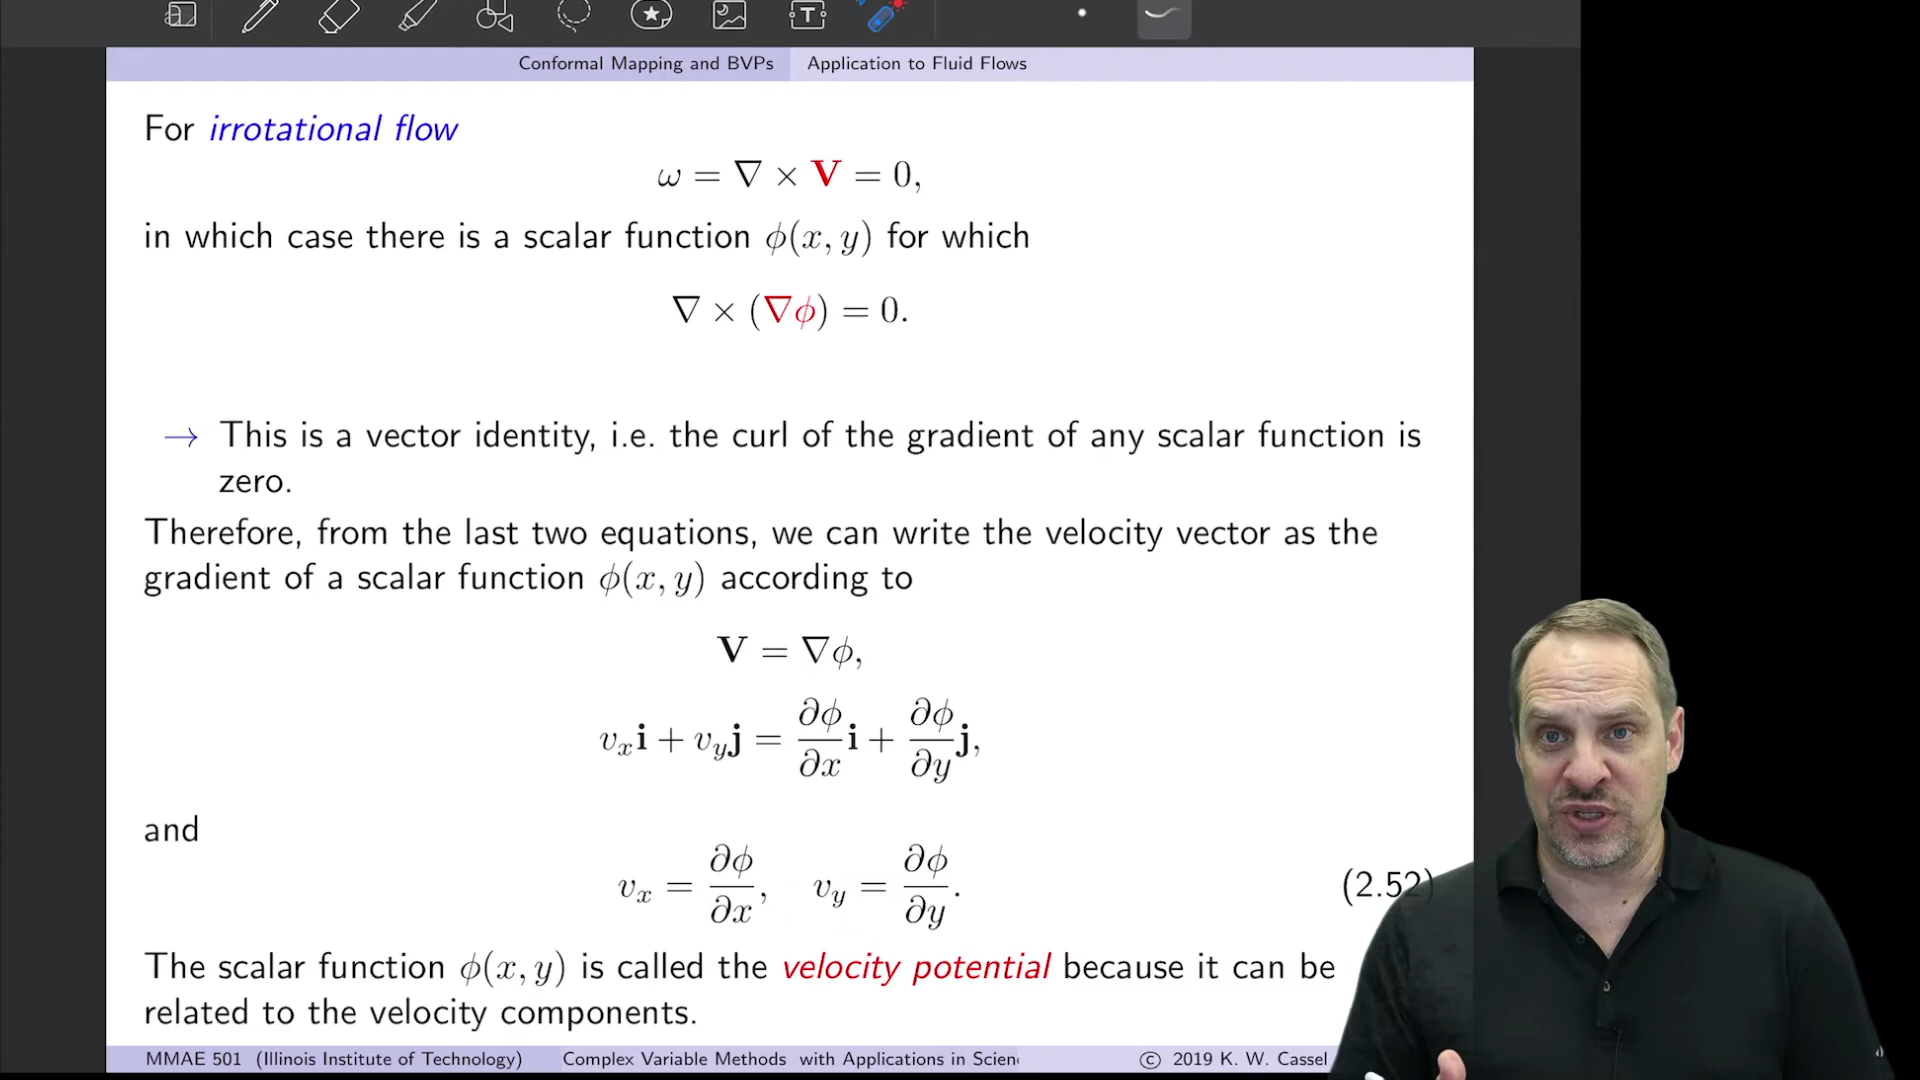 Conformal Mapping and BVPs Application to Fluid Flows
For irrotational flow
ω = ∇ × V = 0,
in which case there is a scalar function ϕ(x, y) for which
∇ × (∇ϕ) = 0.
→ This is a vector identity, i.e. the curl of the gradient of any scalar function is
zero.
Therefore, from the last two equations, we can write the velocity vector as the
gradient of a scalar function ϕ(x, y) according to
V = ∇ϕ,
v_x i + v_y j = ∂ϕ/∂x i + ∂ϕ/∂y j,
and
v_x = ∂ϕ/∂x, v_y = ∂ϕ/∂y. (2.52)
The scalar function ϕ(x, y) is called the velocity potential because it can be
related to the velocity components.
MMAE 501 (Illinois Institute of Technology) Complex Variable Methods with Applications in Scien © 2019 K. W. Cassel